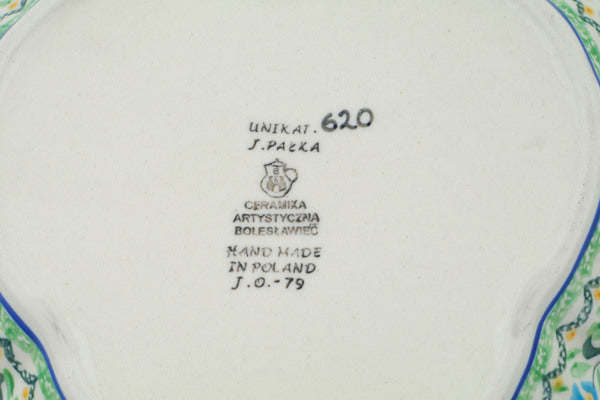 UNIKAT. 620
J. PAŁKA
CERAMIKA
ARTYSTYCZNA
BOLESŁAWIEC
HAND MADE
IN POLAND
J.O.-79